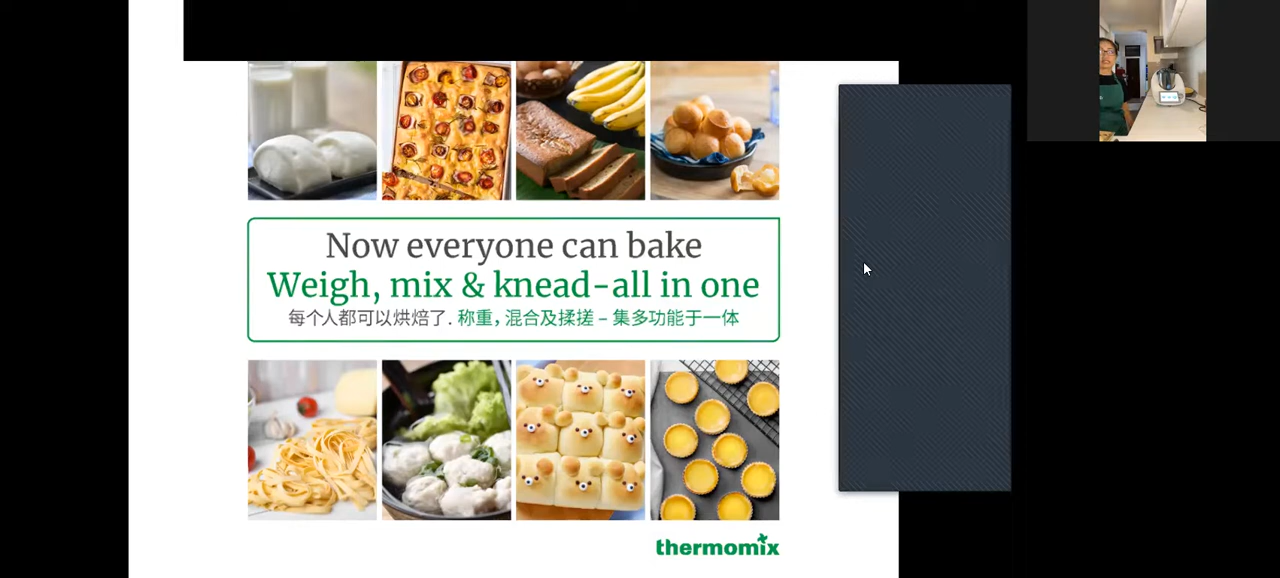 Now everyone can bake
Weigh, mix & knead-all in one
每个人都可以烘焙了. 称重, 混合及揉搓 – 集多功能于一体
thermomix